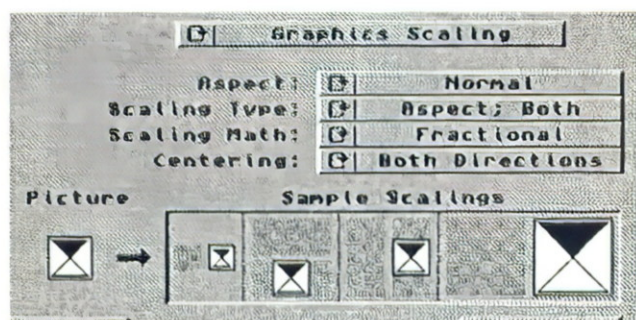 Graphics Scaling
Aspect: Normal
Scaling Type: Aspect; Both
Scaling Math: Fractional
Centering: Both Directions
Picture Sample Scalings